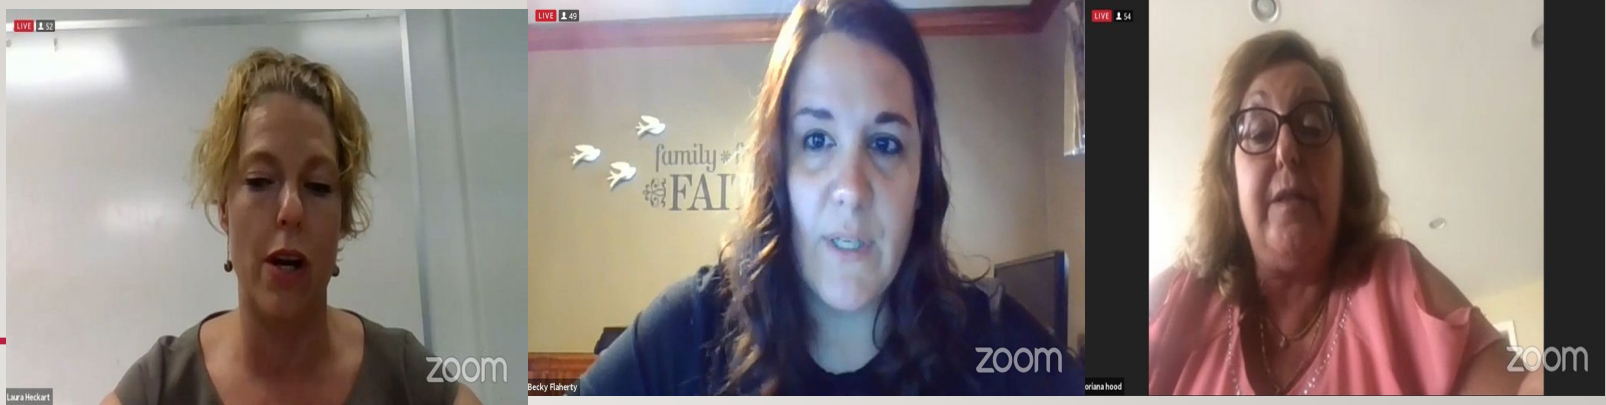 LIVE 52
zoom
Laura Heckart
LIVE 49
family
FAI
zoom
Becky Flaherty
LIVE 54
zoom
oriana hood